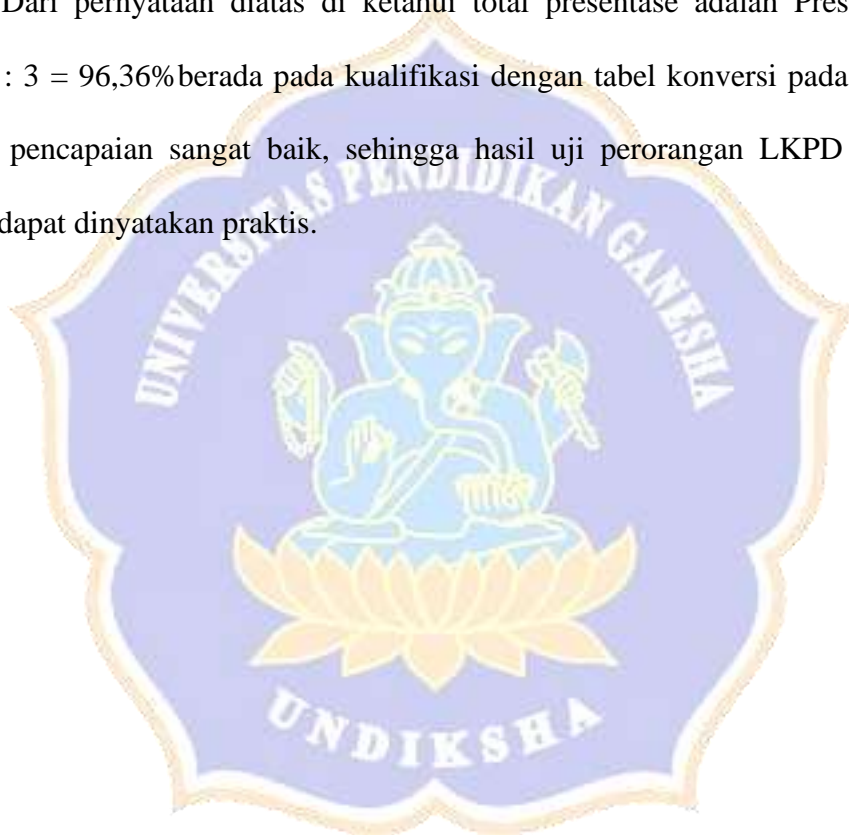 Dari pernyataan diatas di ketahui total presentase adalah Pres
: 3 = 96,36% berada pada kualifikasi dengan tabel konversi pada
pencapaian sangat baik, sehingga hasil uji perorangan LKPD
dapat dinyatakan praktis.
UNIVERSITAS PENDIDIKAN GANESHA
UNDIKSHA